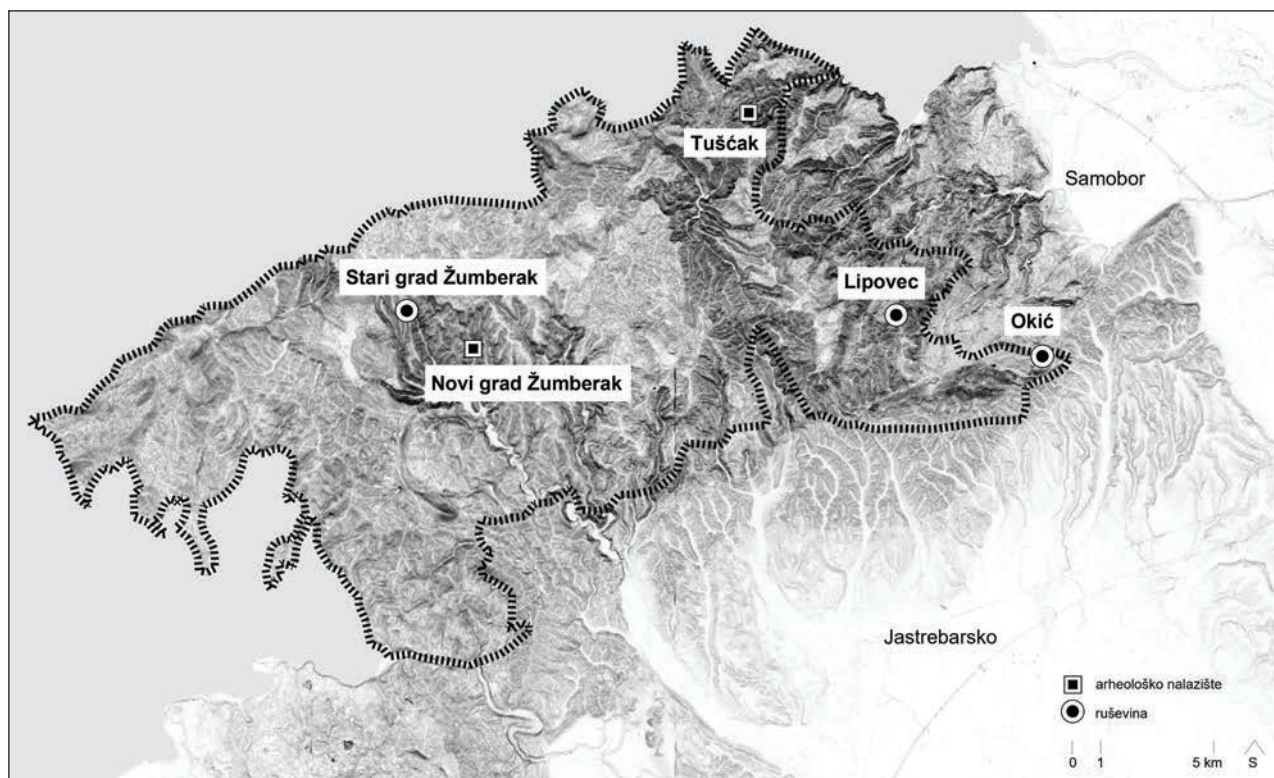 Tušćak
Samobor
Stari grad Žumberak
Lipovec
Okić
Novi grad Žumberak
Jastrebarsko
arheološko nalazište
ruševina
0 1 5 km S